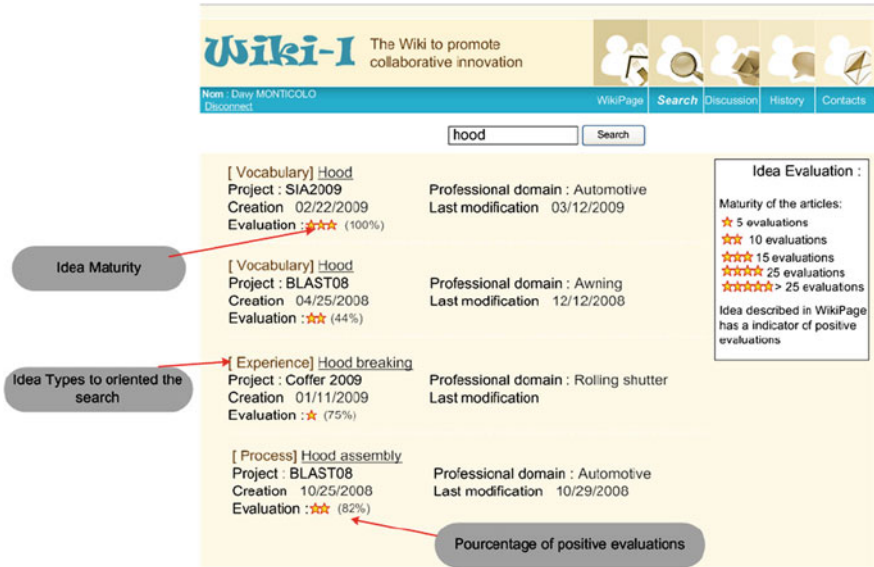 Wiki-I
The Wiki to promote
collaborative innovation
Nom : Davy MONTICOLO
Disconnect
WikiPage Search Discussion History Contacts
hood Search
[ Vocabulary] Hood
Project : SIA2009 Professional domain : Automotive
Creation 02/22/2009 Last modification 03/12/2009
Evaluation : (100%)
Idea Maturity
[ Vocabulary] Hood
Project : BLAST08 Professional domain : Awning
Creation 04/25/2008 Last modification 12/12/2008
Evaluation : (44%)
[ Experience] Hood breaking
Project : Coffer 2009 Professional domain : Rolling shutter
Creation 01/11/2009 Last modification
Evaluation : (75%)
Idea Types to oriented the
search
[ Process] Hood assembly
Project : BLAST08 Professional domain : Automotive
Creation 10/25/2008 Last modification 10/29/2008
Evaluation : (82%)
Pourcentage of positive evaluations
Idea Evaluation :
Maturity of the articles:
5 evaluations
10 evaluations
15 evaluations
25 evaluations
> 25 evaluations
Idea described in WikiPage
has a indicator of positive
evaluations